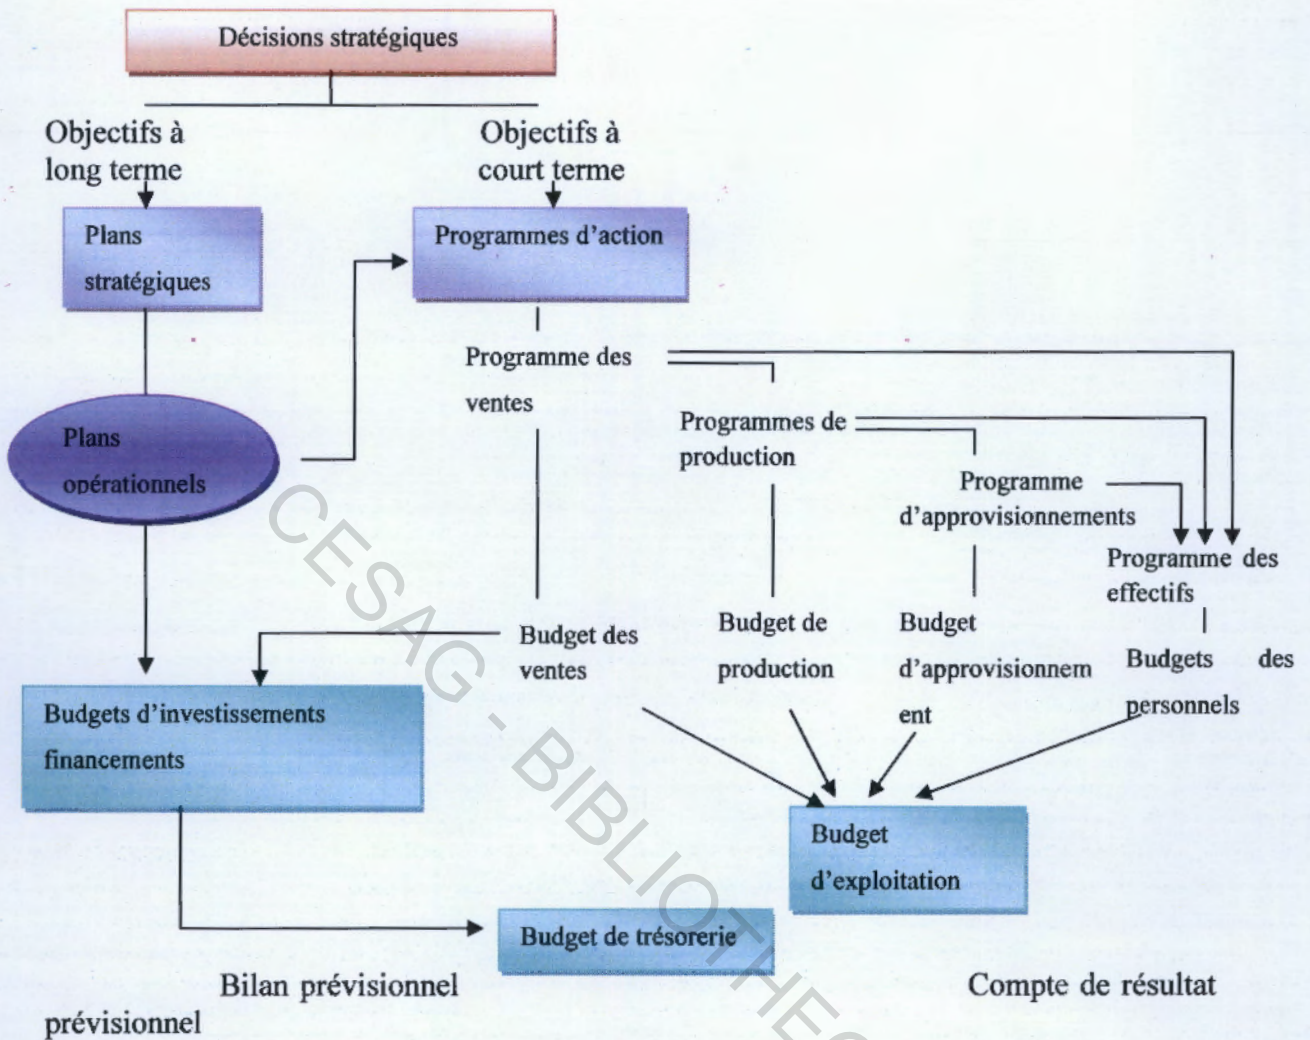 Décisions stratégiques
Objectifs à
long terme
Objectifs à
court terme
Plans
stratégiques
Programmes d'action
Programme des
ventes
Plans
opérationnels
Programmes de
production
Programme
d'approvisionnements
Programme des
effectifs
Budget des
ventes
Budget de
production
Budget
d'approvisionnem
ent
Budgets des
personnels
Budgets d'investissements
financements
Budget
d'exploitation
Budget de trésorerie
Bilan prévisionnel
Compte de résultat
prévisionnel
CESAG - BIBLIOTHEQ